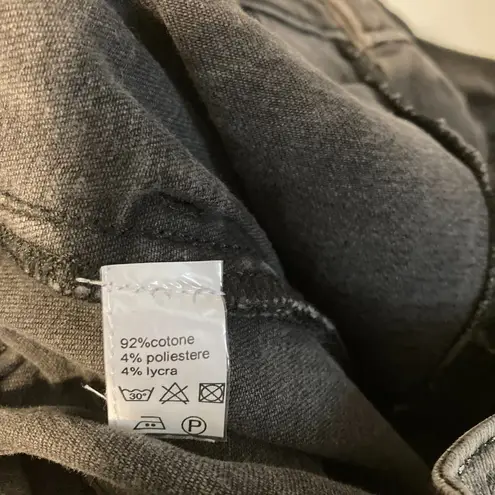 92%cotone
4% poliestere
4% lycra
30°
P